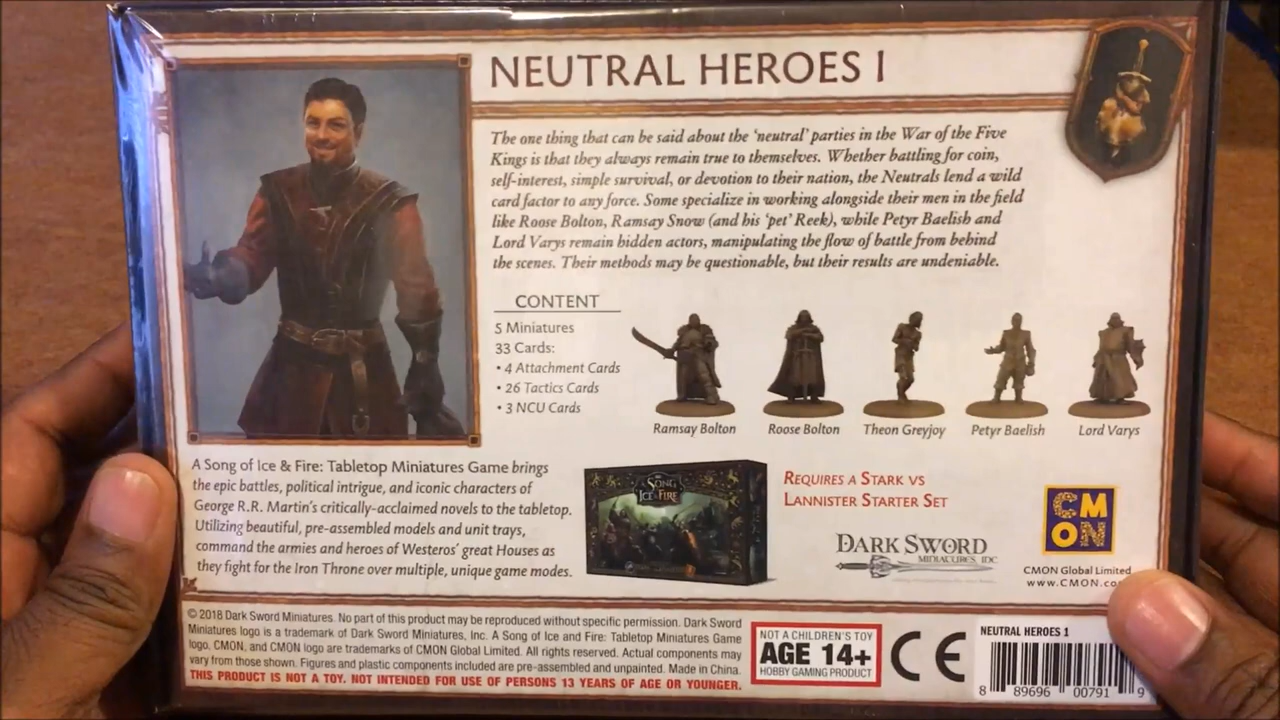 NEUTRAL HEROES I
The one thing that can be said about the 'neutral' parties in the War of the Five
Kings is that they always remain true to themselves. Whether battling for coin,
self-interest, simple survival, or devotion to their nation, the Neutrals lend a wild
card factor to any force. Some specialize in working alongside their men in the field
like Roose Bolton, Ramsay Snow (and his 'pet' Reek), while Petyr Baelish and
Lord Varys remain hidden actors, manipulating the flow of battle from behind
the scenes. Their methods may be questionable, but their results are undeniable.
CONTENT
5 Miniatures
33 Cards:
• 4 Attachment Cards
• 26 Tactics Cards
• 3 NCU Cards
Ramsay Bolton
Roose Bolton
Theon Greyjoy
Petyr Baelish
Lord Varys
A Song of Ice & Fire: Tabletop Miniatures Game brings
the epic battles, political intrigue, and iconic characters of
George R.R. Martin's critically-acclaimed novels to the tabletop.
Utilizing beautiful, pre-assembled models and unit trays,
command the armies and heroes of Westeros' great Houses as
they fight for the Iron Throne over multiple, unique game modes.
SONG
ICE & FIRE
REQUIRES A STARK VS
LANNISTER STARTER SET
DARK SWORD
MINIATURES, INC
CM
ON
CMON Global Limited
www.CMON.co
© 2018 Dark Sword Miniatures. No part of this product may be reproduced without specific permission. Dark Sword
Miniatures logo is a trademark of Dark Sword Miniatures, Inc. A Song of Ice and Fire: Tabletop Miniatures Game
logo, CMON, and CMON logo are trademarks of CMON Global Limited. All rights reserved. Actual components may
vary from those shown. Figures and plastic components included are pre-assembled and unpainted. Made in China.
THIS PRODUCT IS NOT A TOY. NOT INTENDED FOR USE OF PERSONS 13 YEARS OF AGE OR YOUNGER.
NOT A CHILDREN'S TOY
AGE 14+
HOBBY GAMING PRODUCT
CE
NEUTRAL HEROES 1
8 89696 00791 9